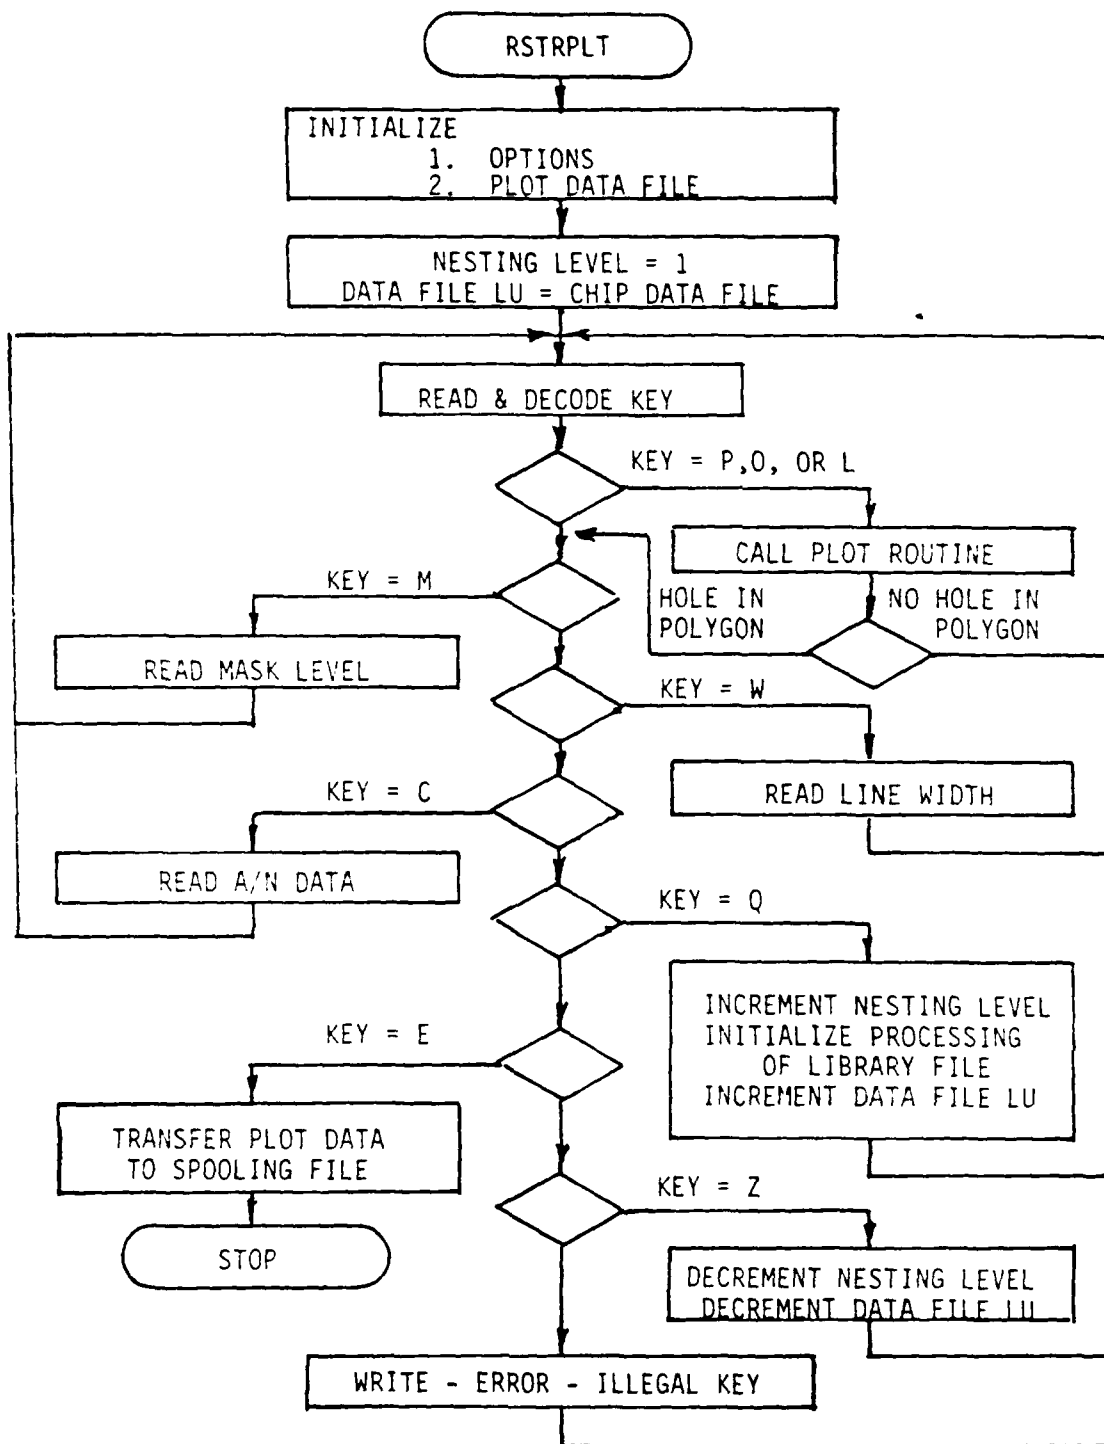 RSTRPLT
INITIALIZE
1. OPTIONS
2. PLOT DATA FILE
NESTING LEVEL = 1
DATA FILE LU = CHIP DATA FILE
READ & DECODE KEY
KEY = P,O, OR L
CALL PLOT ROUTINE
KEY = M
HOLE IN
POLYGON
NO HOLE IN
POLYGON
READ MASK LEVEL
KEY = W
READ LINE WIDTH
KEY = C
READ A/N DATA
KEY = Q
INCREMENT NESTING LEVEL
INITIALIZE PROCESSING
OF LIBRARY FILE
INCREMENT DATA FILE LU
KEY = E
TRANSFER PLOT DATA
TO SPOOLING FILE
STOP
KEY = Z
DECREMENT NESTING LEVEL
DECREMENT DATA FILE LU
WRITE - ERROR - ILLEGAL KEY